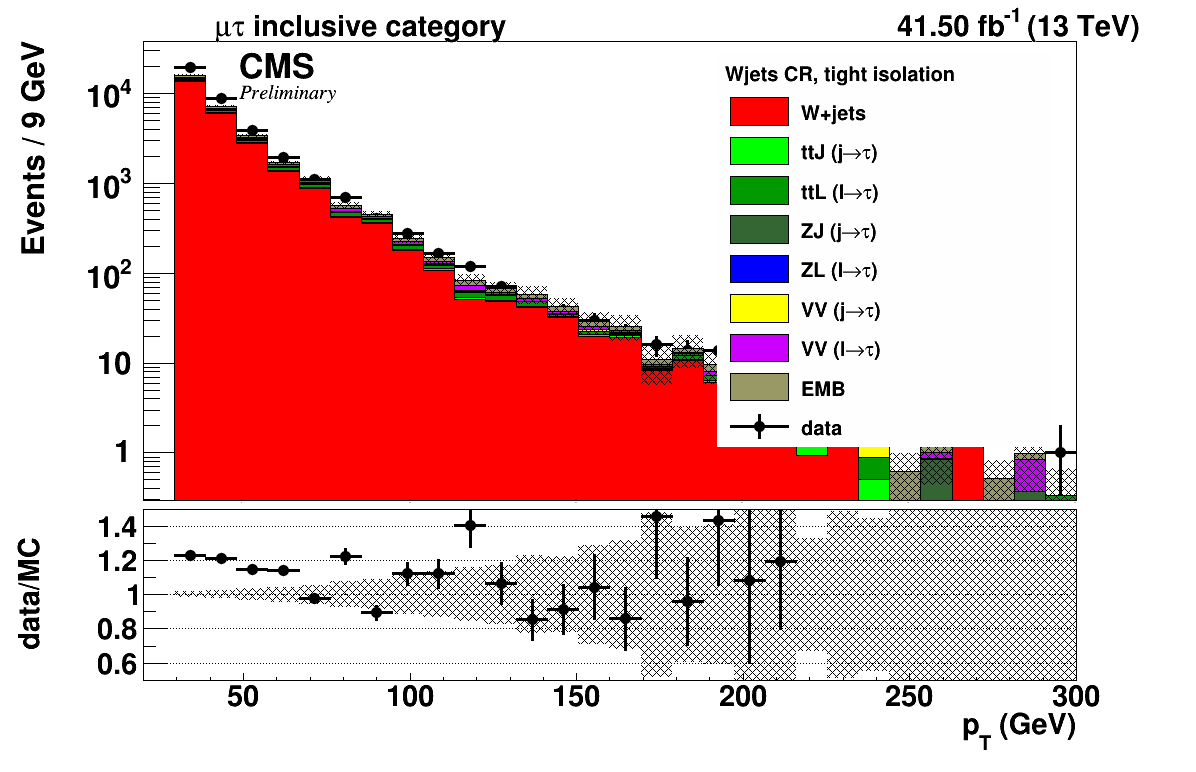 μτ inclusive category
41.50 fb-1 (13 TeV)
CMS
Preliminary
Events / 9 GeV
10^4
10^3
10^2
10
1
Wjets CR, tight isolation
W+jets
ttJ (j→τ)
ttL (l→τ)
ZJ (j→τ)
ZL (l→τ)
VV (j→τ)
VV (l→τ)
EMB
data
data/MC
1.4
1.2
1
0.8
0.6
50 100 150 200 250 300
p_T (GeV)